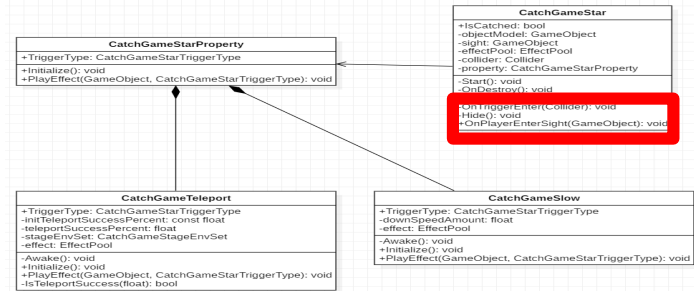 CatchGameStar
+IsCatched: bool
-objectModel: GameObject
-sight: GameObject
-effectPool: EffectPool
-collider: Collider
-property: CatchGameStarProperty
-Start(): void
-OnDestroy(): void
-OnTriggerEnter(Collider): void
-Hide(): void
+OnPlayerEnterSight(GameObject): void
CatchGameStarProperty
+TriggerType: CatchGameStarTriggerType
+Initialize(): void
+PlayEffect(GameObject, CatchGameStarTriggerType): void
CatchGameTeleport
+TriggerType: CatchGameStarTriggerType
-initTeleportSuccessPercent: const float
-teleportSuccessPercent: float
-stageEnvSet: CatchGameStageEnvSet
-effect: EffectPool
-Awake(): void
+Initialize(): void
+PlayEffect(GameObject, CatchGameStarTriggerType): void
-IsTeleportSuccess(float): bool
CatchGameSlow
+TriggerType: CatchGameStarTriggerType
-downSpeedAmount: float
-effect: EffectPool
-Awake(): void
+Initialize(): void
+PlayEffect(GameObject, CatchGameStarTriggerType): void